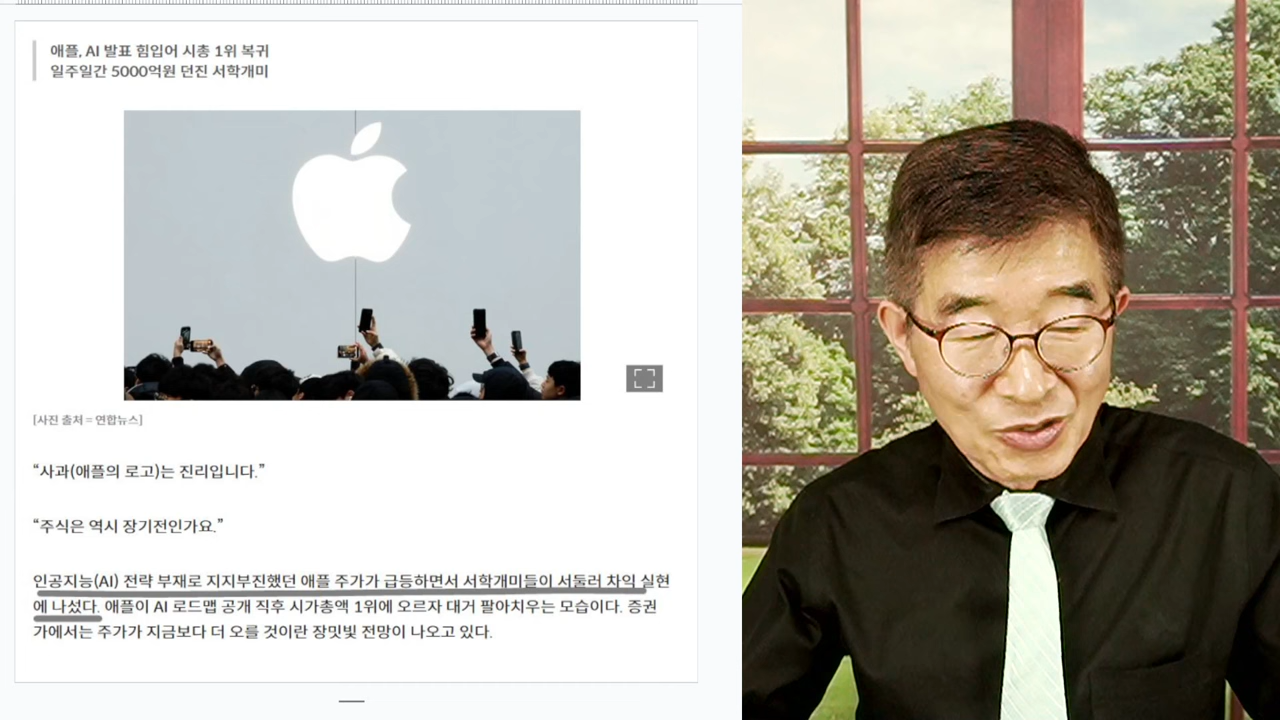 애플, AI 발표 힘입어 시총 1위 복귀
일주일간 5000억원 던진 서학개미
[사진 출처 = 연합뉴스]
“사과(애플의 로고)는 진리입니다.”
“주식은 역시 장기전인가요.”
인공지능(AI) 전략 부재로 지지부진했던 애플 주가가 급등하면서 서학개미들이 서둘러 차익 실현
에 나섰다. 애플이 AI 로드맵 공개 직후 시가총액 1위에 오르자 대거 팔아치우는 모습이다. 증권
가에서는 주가가 지금보다 더 오를 것이란 장밋빛 전망이 나오고 있다.